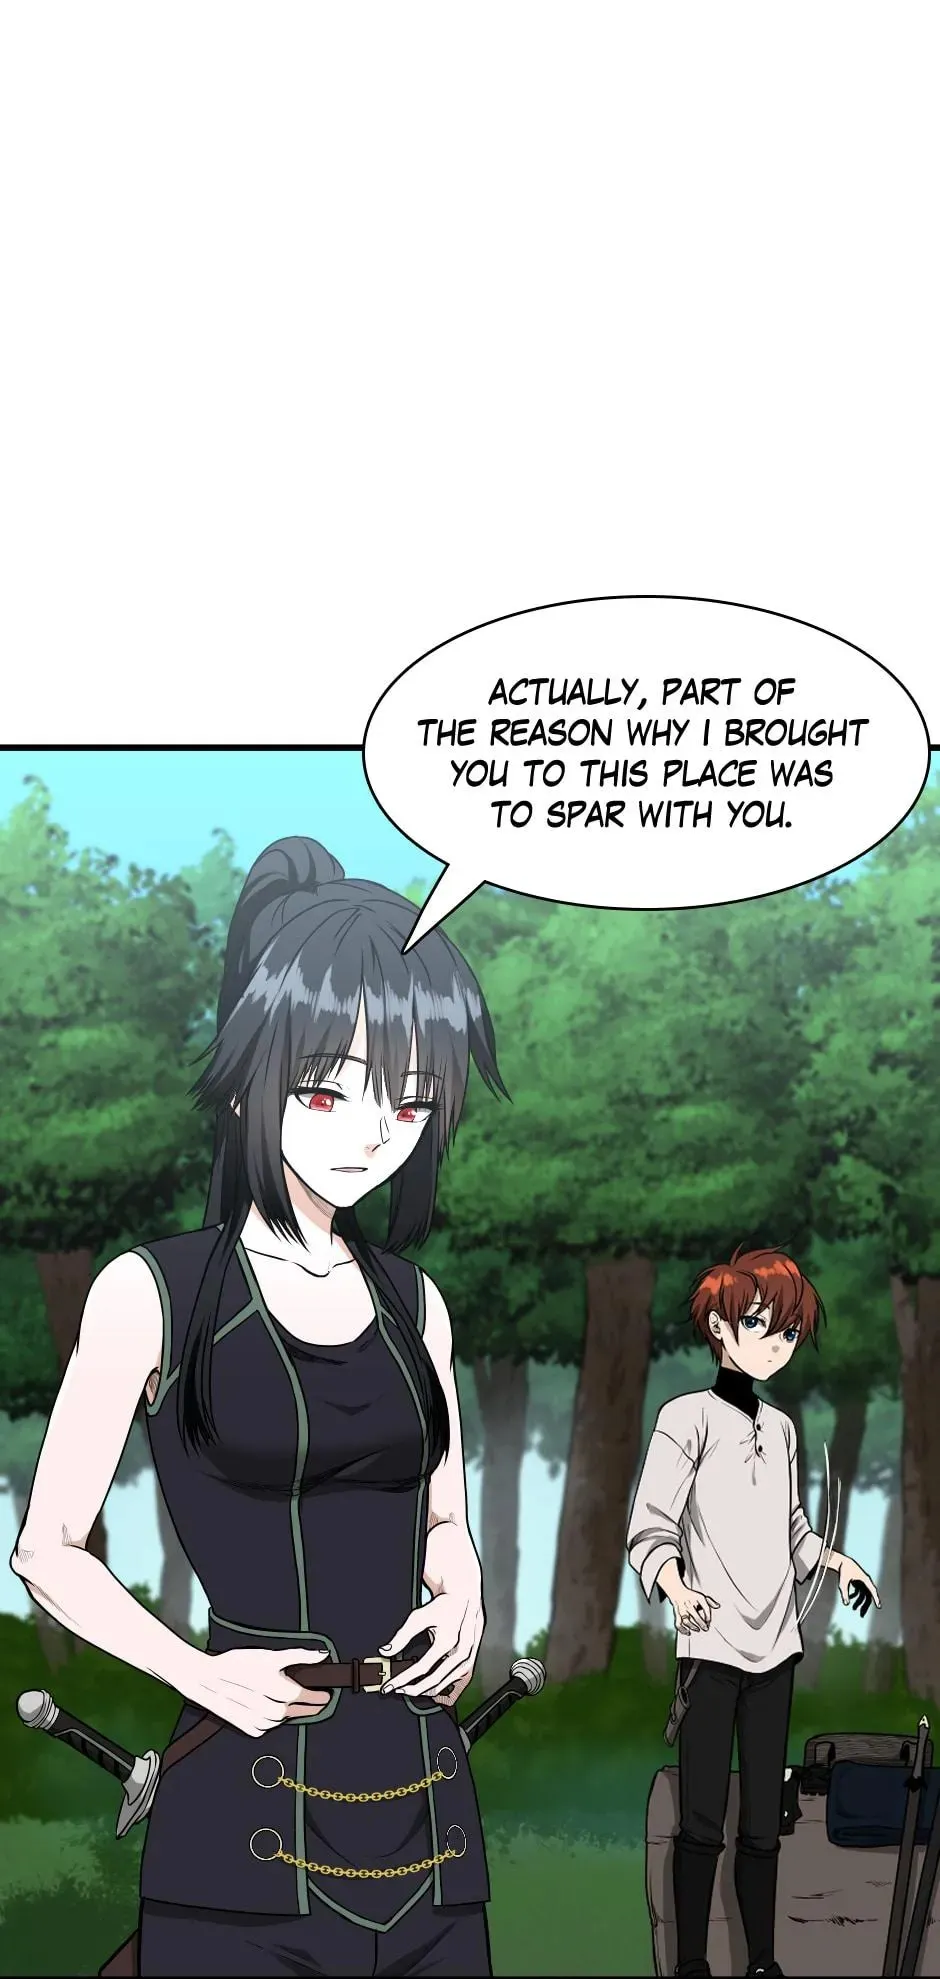 ACTUALLY, PART OF
THE REASON WHY I BROUGHT
YOU TO THIS PLACE WAS
TO SPAR WITH YOU.